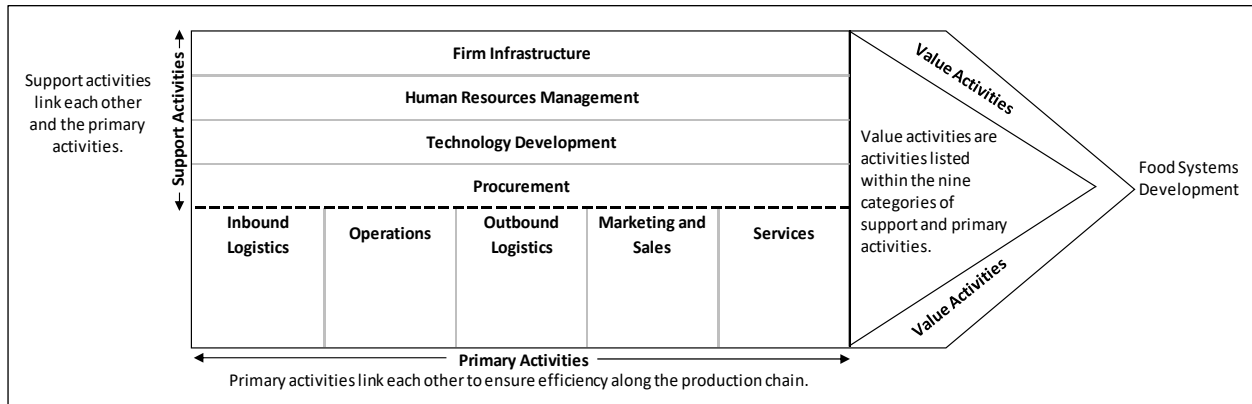 Support activities
link each other
and the primary
activities.
Support Activities
Firm Infrastructure
Human Resources Management
Technology Development
Procurement
Inbound
Logistics
Operations
Outbound
Logistics
Marketing and
Sales
Services
Primary Activities
Primary activities link each other to ensure efficiency along the production chain.
Value Activities
Value activities are
activities listed
within the nine
categories of
support and primary
activities.
Value Activities
Food Systems
Development